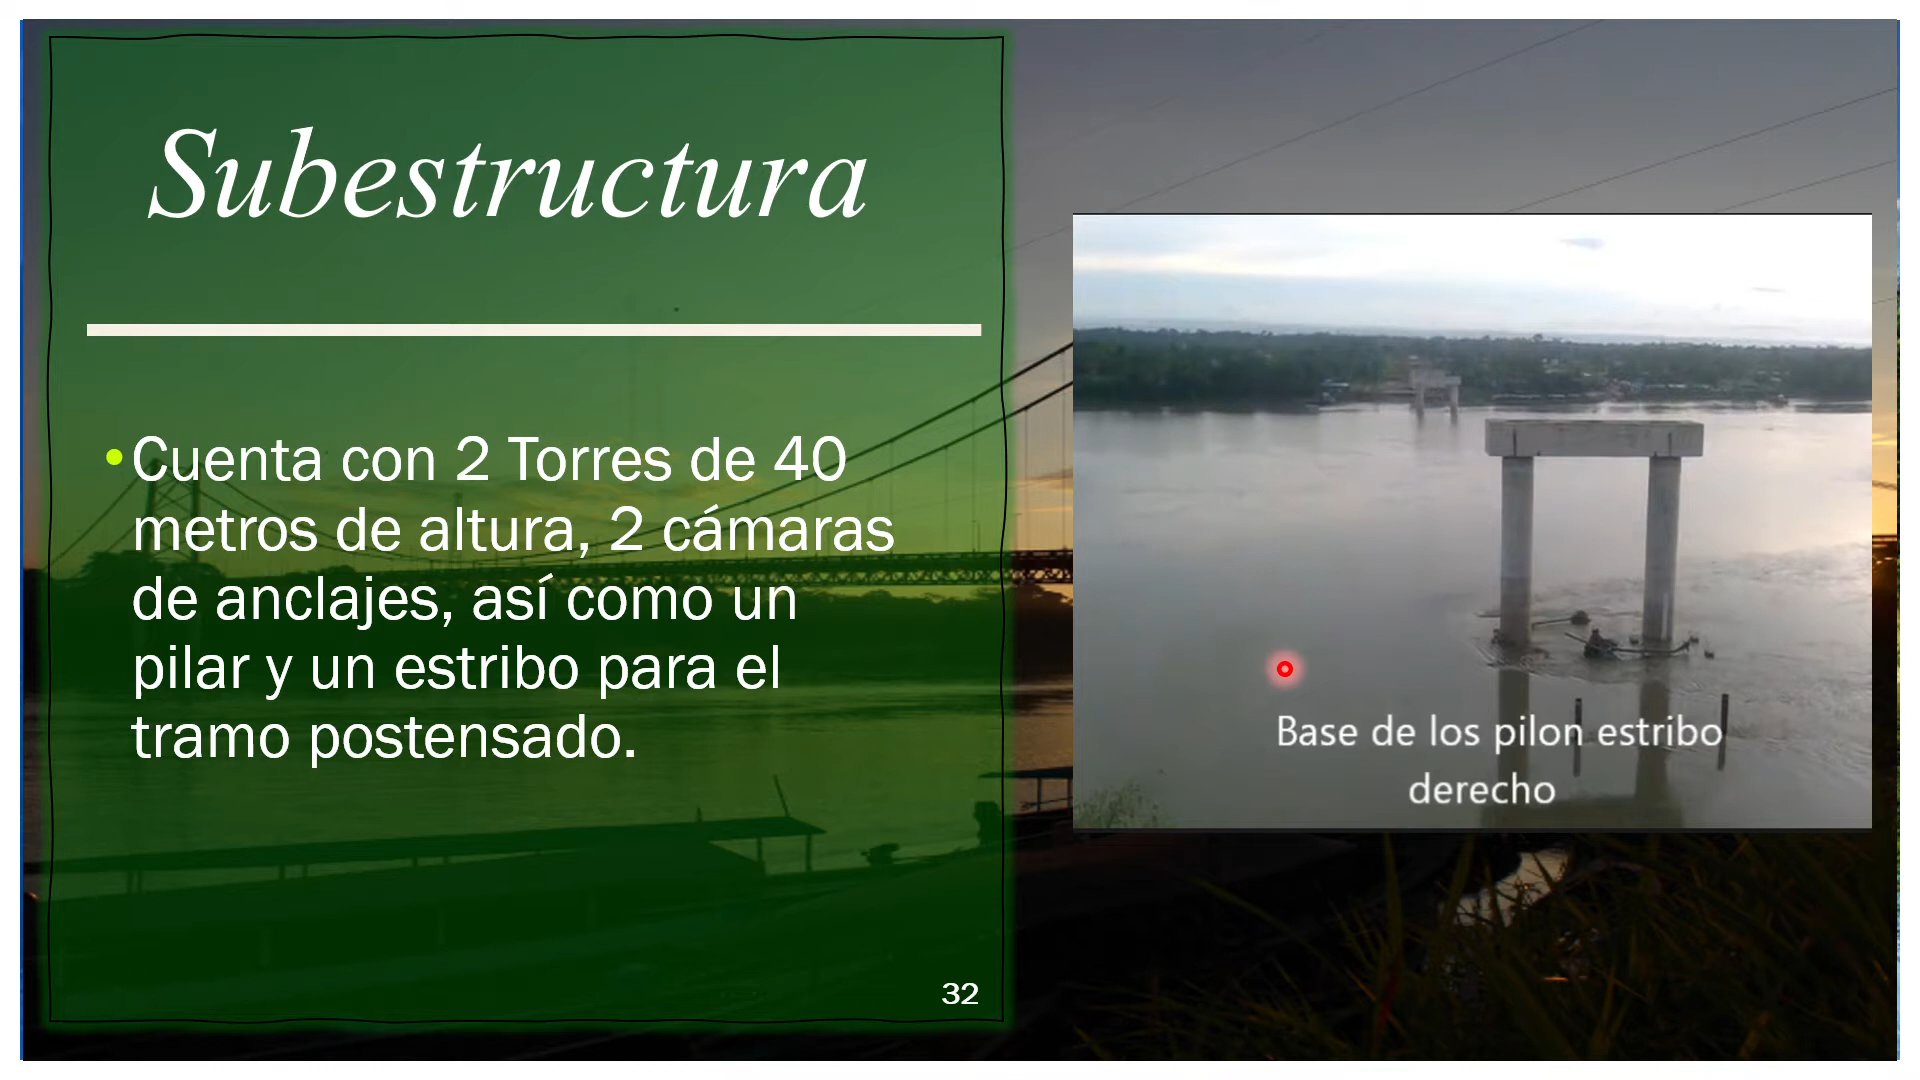 Subestructura
•Cuenta con 2 Torres de 40
metros de altura, 2 cámaras
de anclajes, así como un
pilar y un estribo para el
tramo postensado.
Base de los pilon estribo
derecho
32